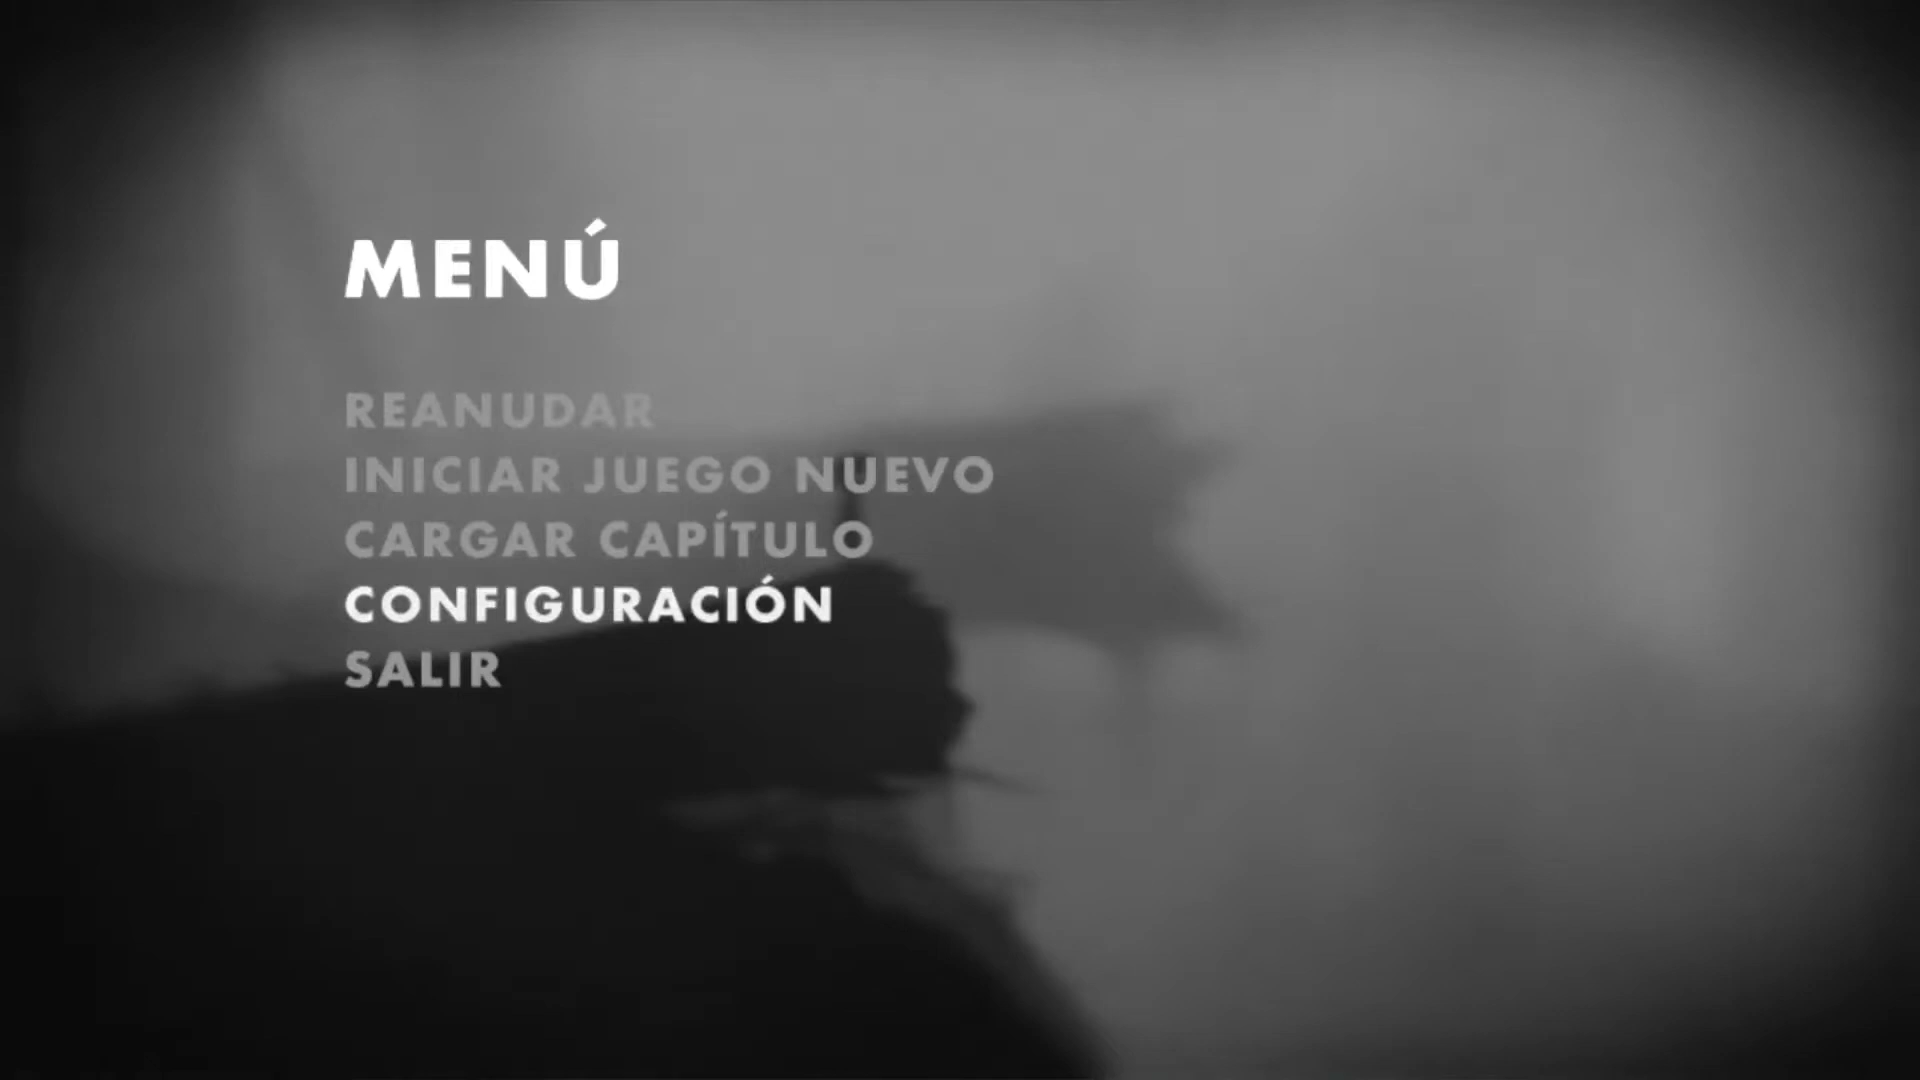 MENÚ
REANUDAR
INICIAR JUEGO NUEVO
CARGAR CAPÍTULO
CONFIGURACIÓN
SALIR